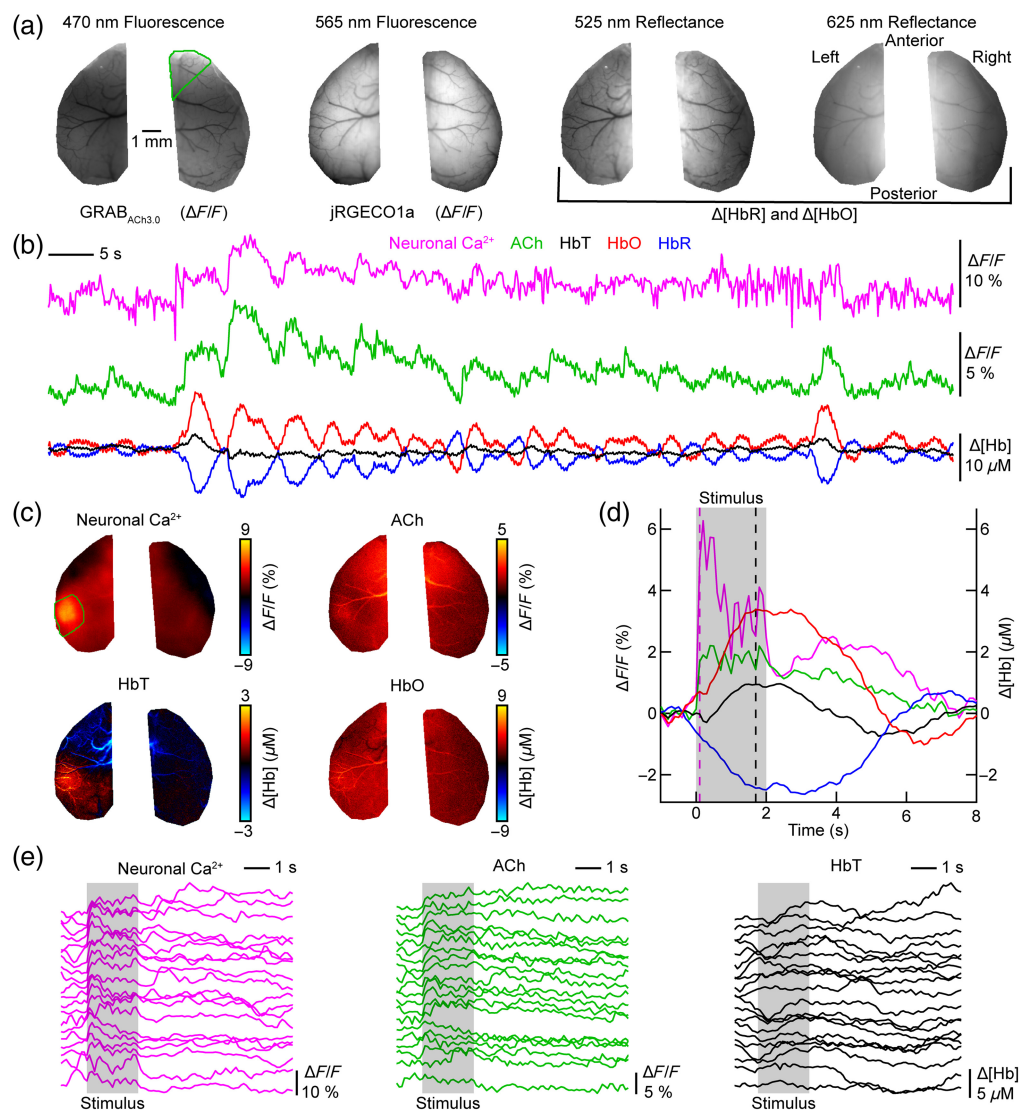 (a)
470 nm Fluorescence 565 nm Fluorescence 525 nm Reflectance 625 nm Reflectance
Anterior
Left Right
1 mm
Posterior
GRABACh3.0 (ΔF/F) jRGECO1a (ΔF/F) Δ[HbR] and Δ[HbO]
(b)
Neuronal Ca²⁺ ACh HbT HbO HbR
5 s
ΔF/F
10 %
ΔF/F
5 %
Δ[Hb]
10 μM
(c)
Neuronal Ca²⁺ ACh
9
ΔF/F (%)
−9
5
ΔF/F (%)
−5
HbT HbO
3
Δ[Hb] (μM)
−3
9
Δ[Hb] (μM)
−9
(d)
Stimulus
6
4
2
0
−2
ΔF/F (%)
6
4
2
0
−2
Δ[Hb] (μM)
0 2 4 6 8
Time (s)
(e)
Neuronal Ca²⁺ 1 s
ΔF/F
10 %
Stimulus
ACh 1 s
ΔF/F
5 %
Stimulus
HbT 1 s
Δ[Hb]
5 μM
Stimulus